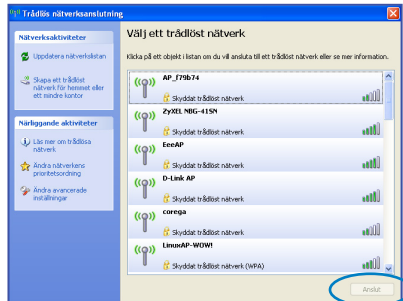 Trådlös nätverksanslutning
Nätverksaktiviteter
Uppdatera nätverkslistan
Skapa ett trådlöst
nätverk för hemmet eller
ett mindre kontor
Närliggande aktiviteter
Läs mer om trådlösa
nätverk
Ändra nätverkens
prioritetsordning
Ändra avancerade
inställningar
Välj ett trådlöst nätverk
Klicka på ett objekt i listan om du vill ansluta till ett trådlöst nätverk eller se mer information.
AP_f79b74
Skyddat trådlöst nätverk
ZyXEL NBG-415N
Skyddat trådlöst nätverk
EeeAP
Skyddat trådlöst nätverk
D-Link AP
Skyddat trådlöst nätverk
corega
Skyddat trådlöst nätverk
LinuxAP-WOW!
Skyddat trådlöst nätverk (WPA)
Anslut